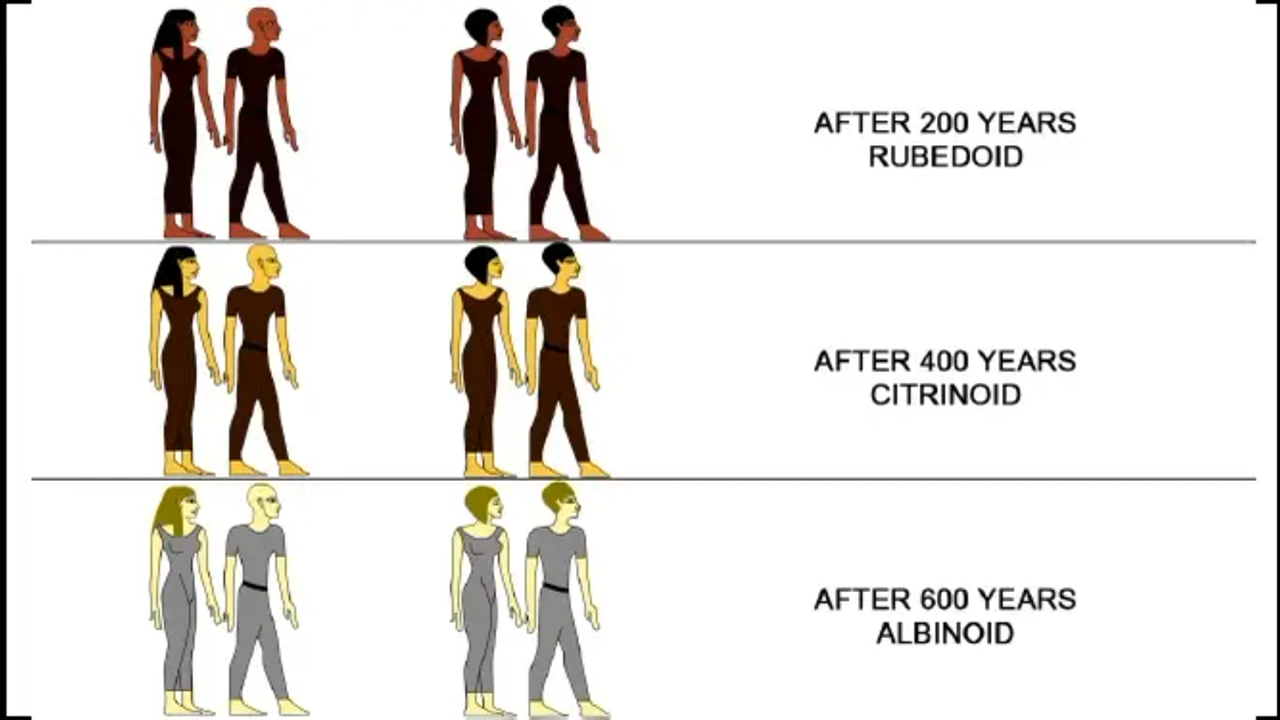 AFTER 200 YEARS
RUBEDOID
AFTER 400 YEARS
CITRINOID
AFTER 600 YEARS
ALBINOID